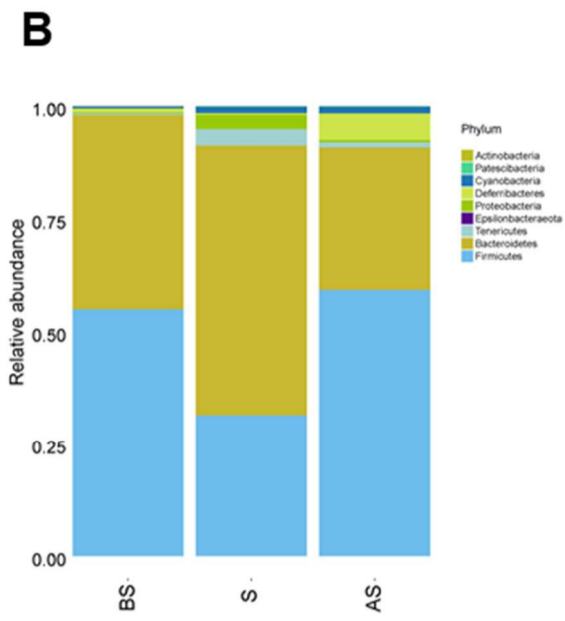 B
1.00
0.75
0.50
0.25
0.00
Relative abundance
BS
S
AS
Phylum
Actinobacteria
Patescibacteria
Cyanobacteria
Deferribacteres
Proteobacteria
Epsilonbacteraeota
Tenericutes
Bacteroidetes
Firmicutes